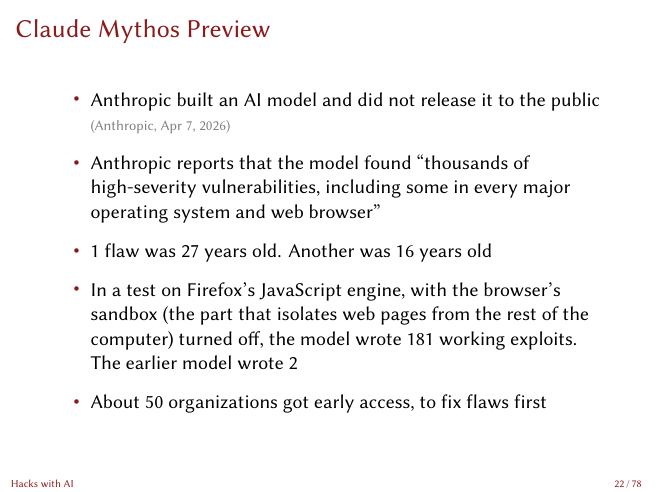 Claude Mythos Preview
• Anthropic built an AI model and did not release it to the public
(Anthropic, Apr 7, 2026)
• Anthropic reports that the model found “thousands of
high-severity vulnerabilities, including some in every major
operating system and web browser”
• 1 flaw was 27 years old. Another was 16 years old
• In a test on Firefox’s JavaScript engine, with the browser’s
sandbox (the part that isolates web pages from the rest of the
computer) turned off, the model wrote 181 working exploits.
The earlier model wrote 2
• About 50 organizations got early access, to fix flaws first
Hacks with AI
22 / 78